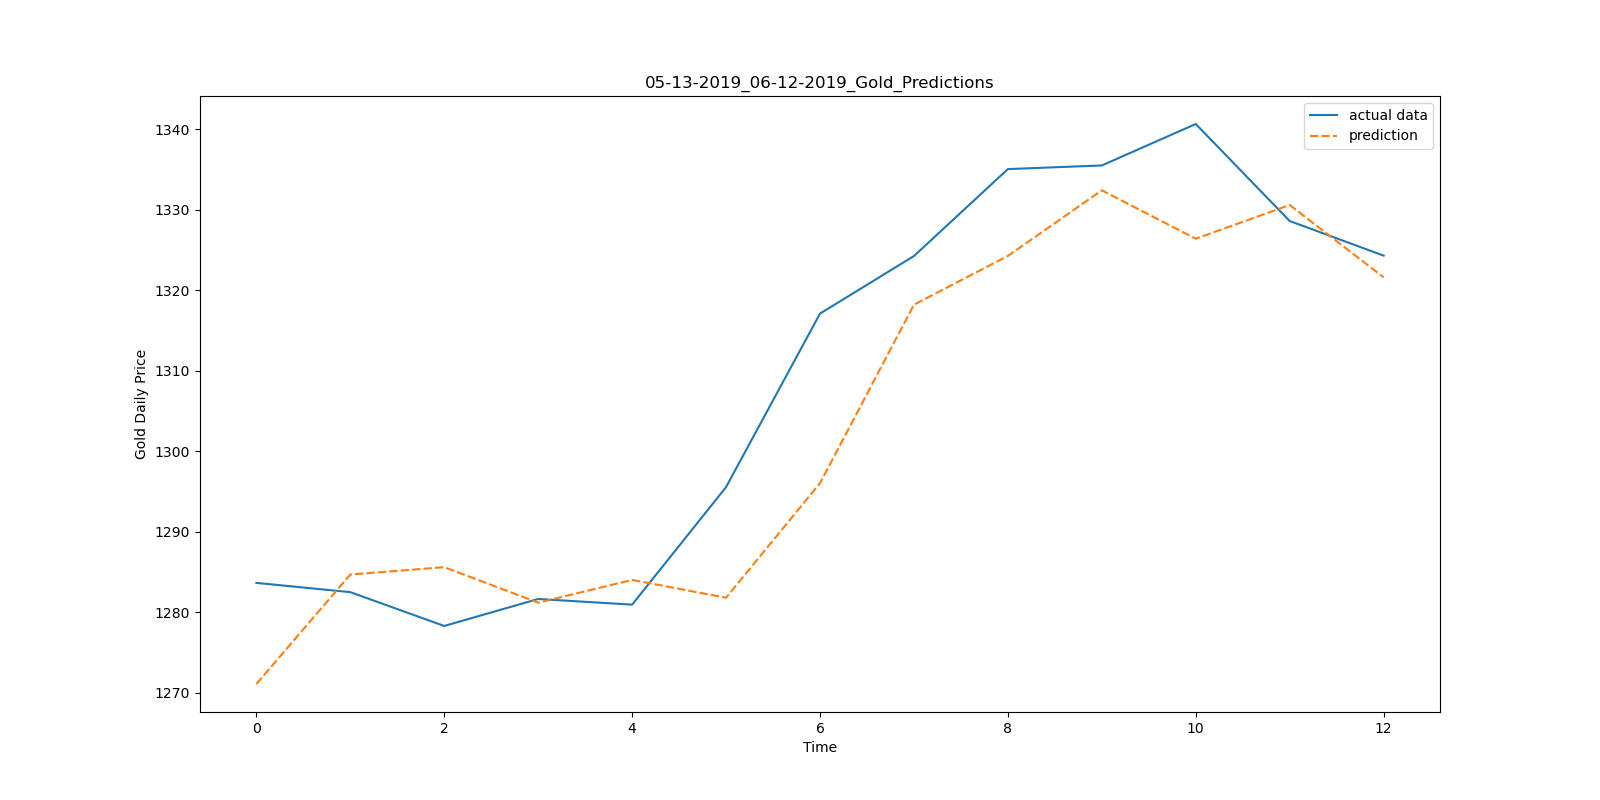 05-13-2019_06-12-2019_Gold_Predictions
actual data
prediction
1340
1330
1320
1310
1300
1290
1280
1270
Gold Daily Price
0 2 4 6 8 10 12
Time